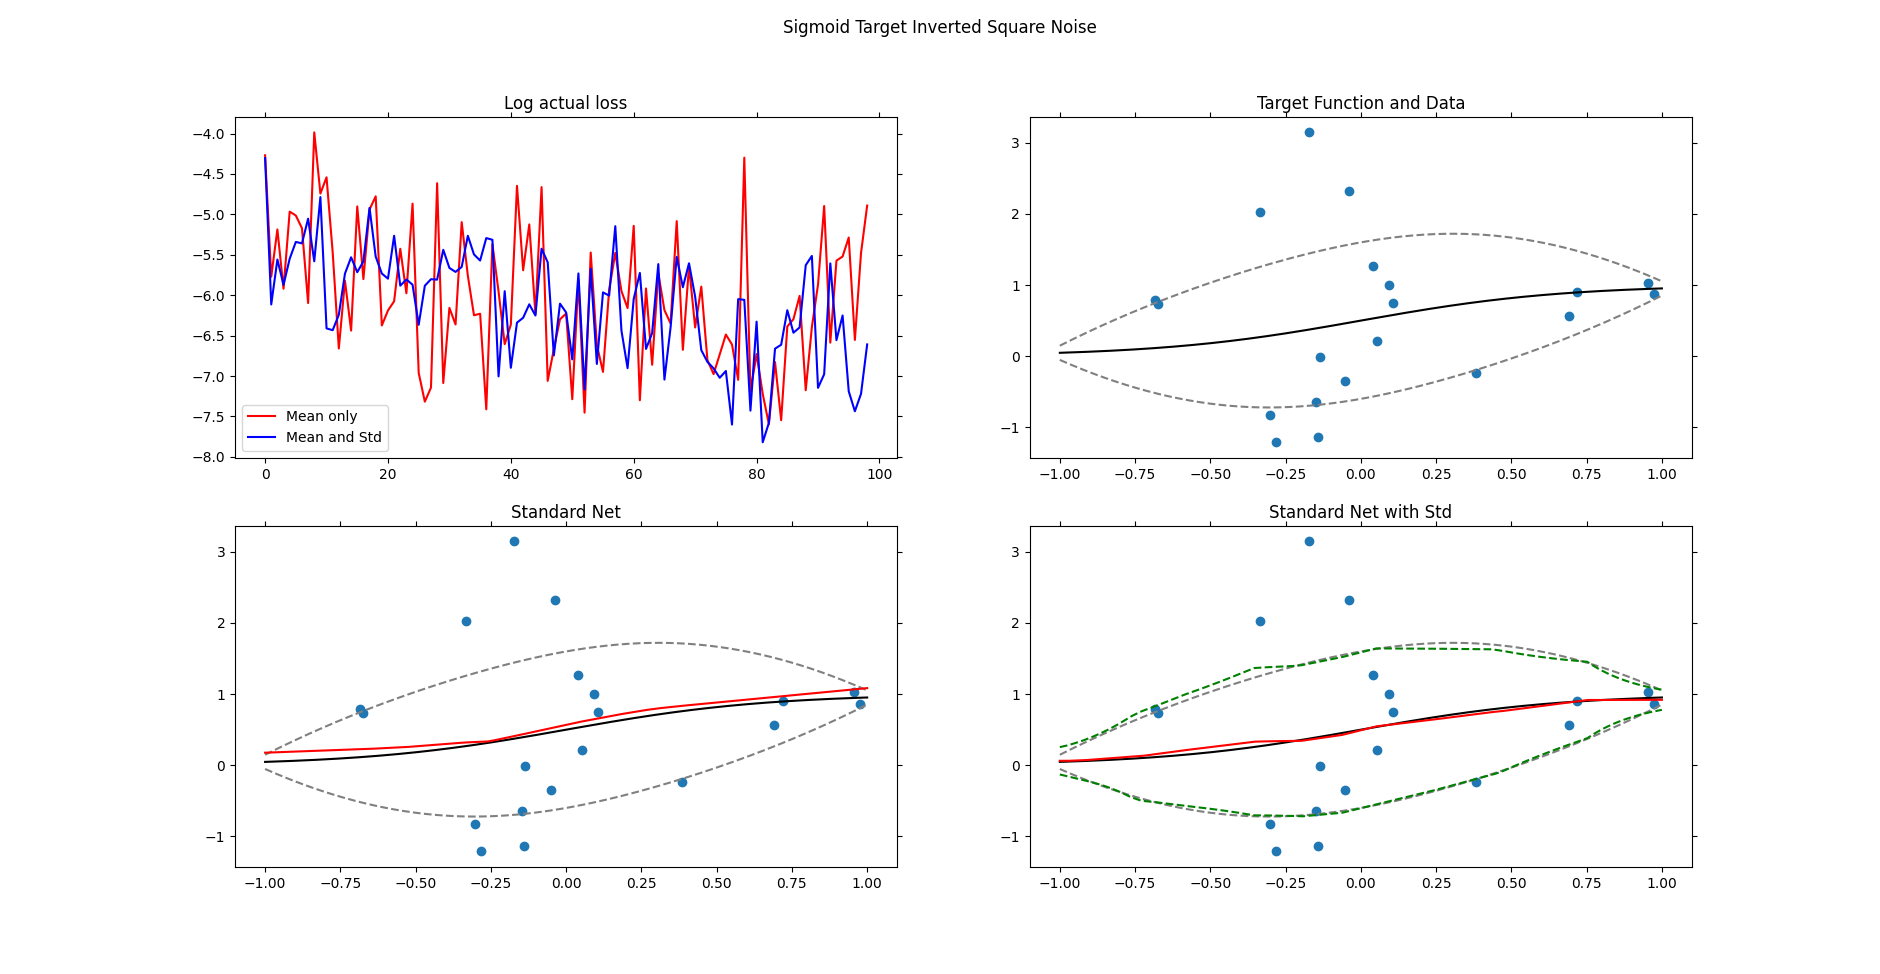 Sigmoid Target Inverted Square Noise
Log actual loss
−4.0
−4.5
−5.0
−5.5
−6.0
−6.5
−7.0
−7.5
−8.0
Mean only
Mean and Std
0 20 40 60 80 100
Target Function and Data
3
2
1
0
−1
−1.00 −0.75 −0.50 −0.25 0.00 0.25 0.50 0.75 1.00
Standard Net
3
2
1
0
−1
−1.00 −0.75 −0.50 −0.25 0.00 0.25 0.50 0.75 1.00
Standard Net with Std
3
2
1
0
−1
−1.00 −0.75 −0.50 −0.25 0.00 0.25 0.50 0.75 1.00